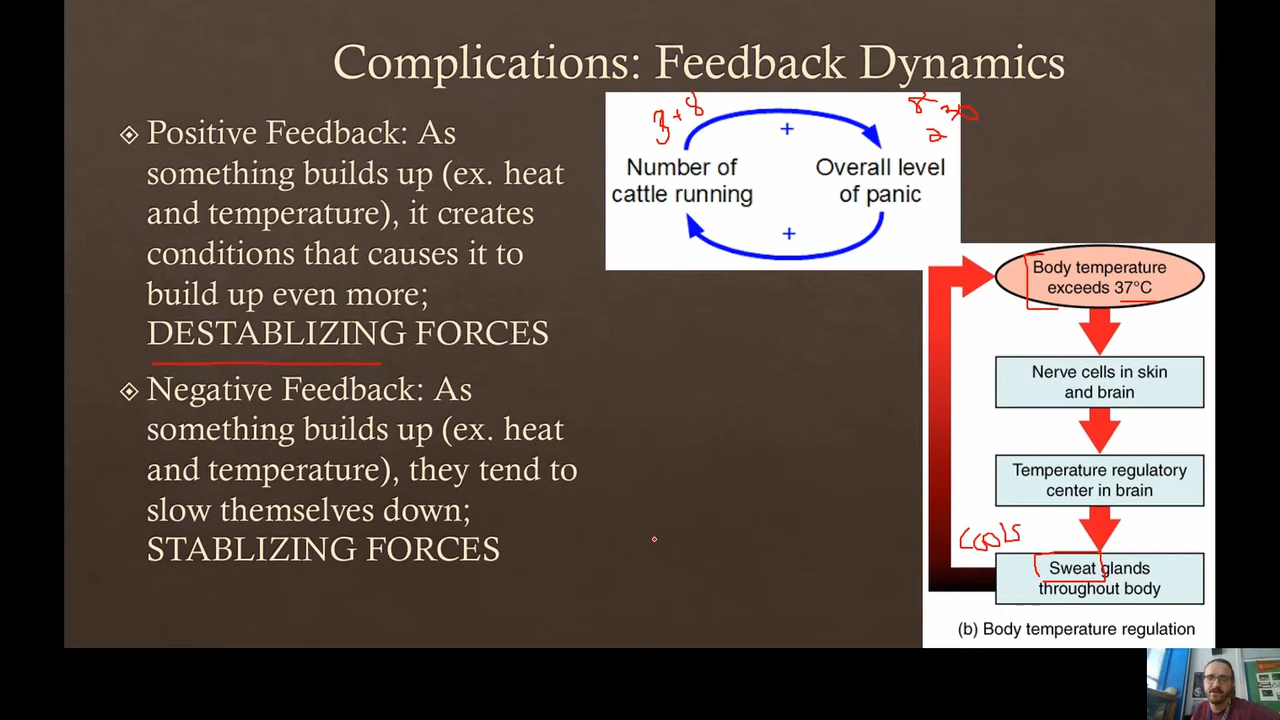 Complications: Feedback Dynamics
Positive Feedback: As
something builds up (ex. heat
and temperature), it creates
conditions that causes it to
build up even more;
DESTABLIZING FORCES
Negative Feedback: As
something builds up (ex. heat
and temperature), they tend to
slow themselves down;
STABLIZING FORCES
3 + 8
+
Number of
cattle running
Overall level
of panic
+
Body temperature
exceeds 37°C
Nerve cells in skin
and brain
Temperature regulatory
center in brain
Cools
Sweat glands
throughout body
(b) Body temperature regulation